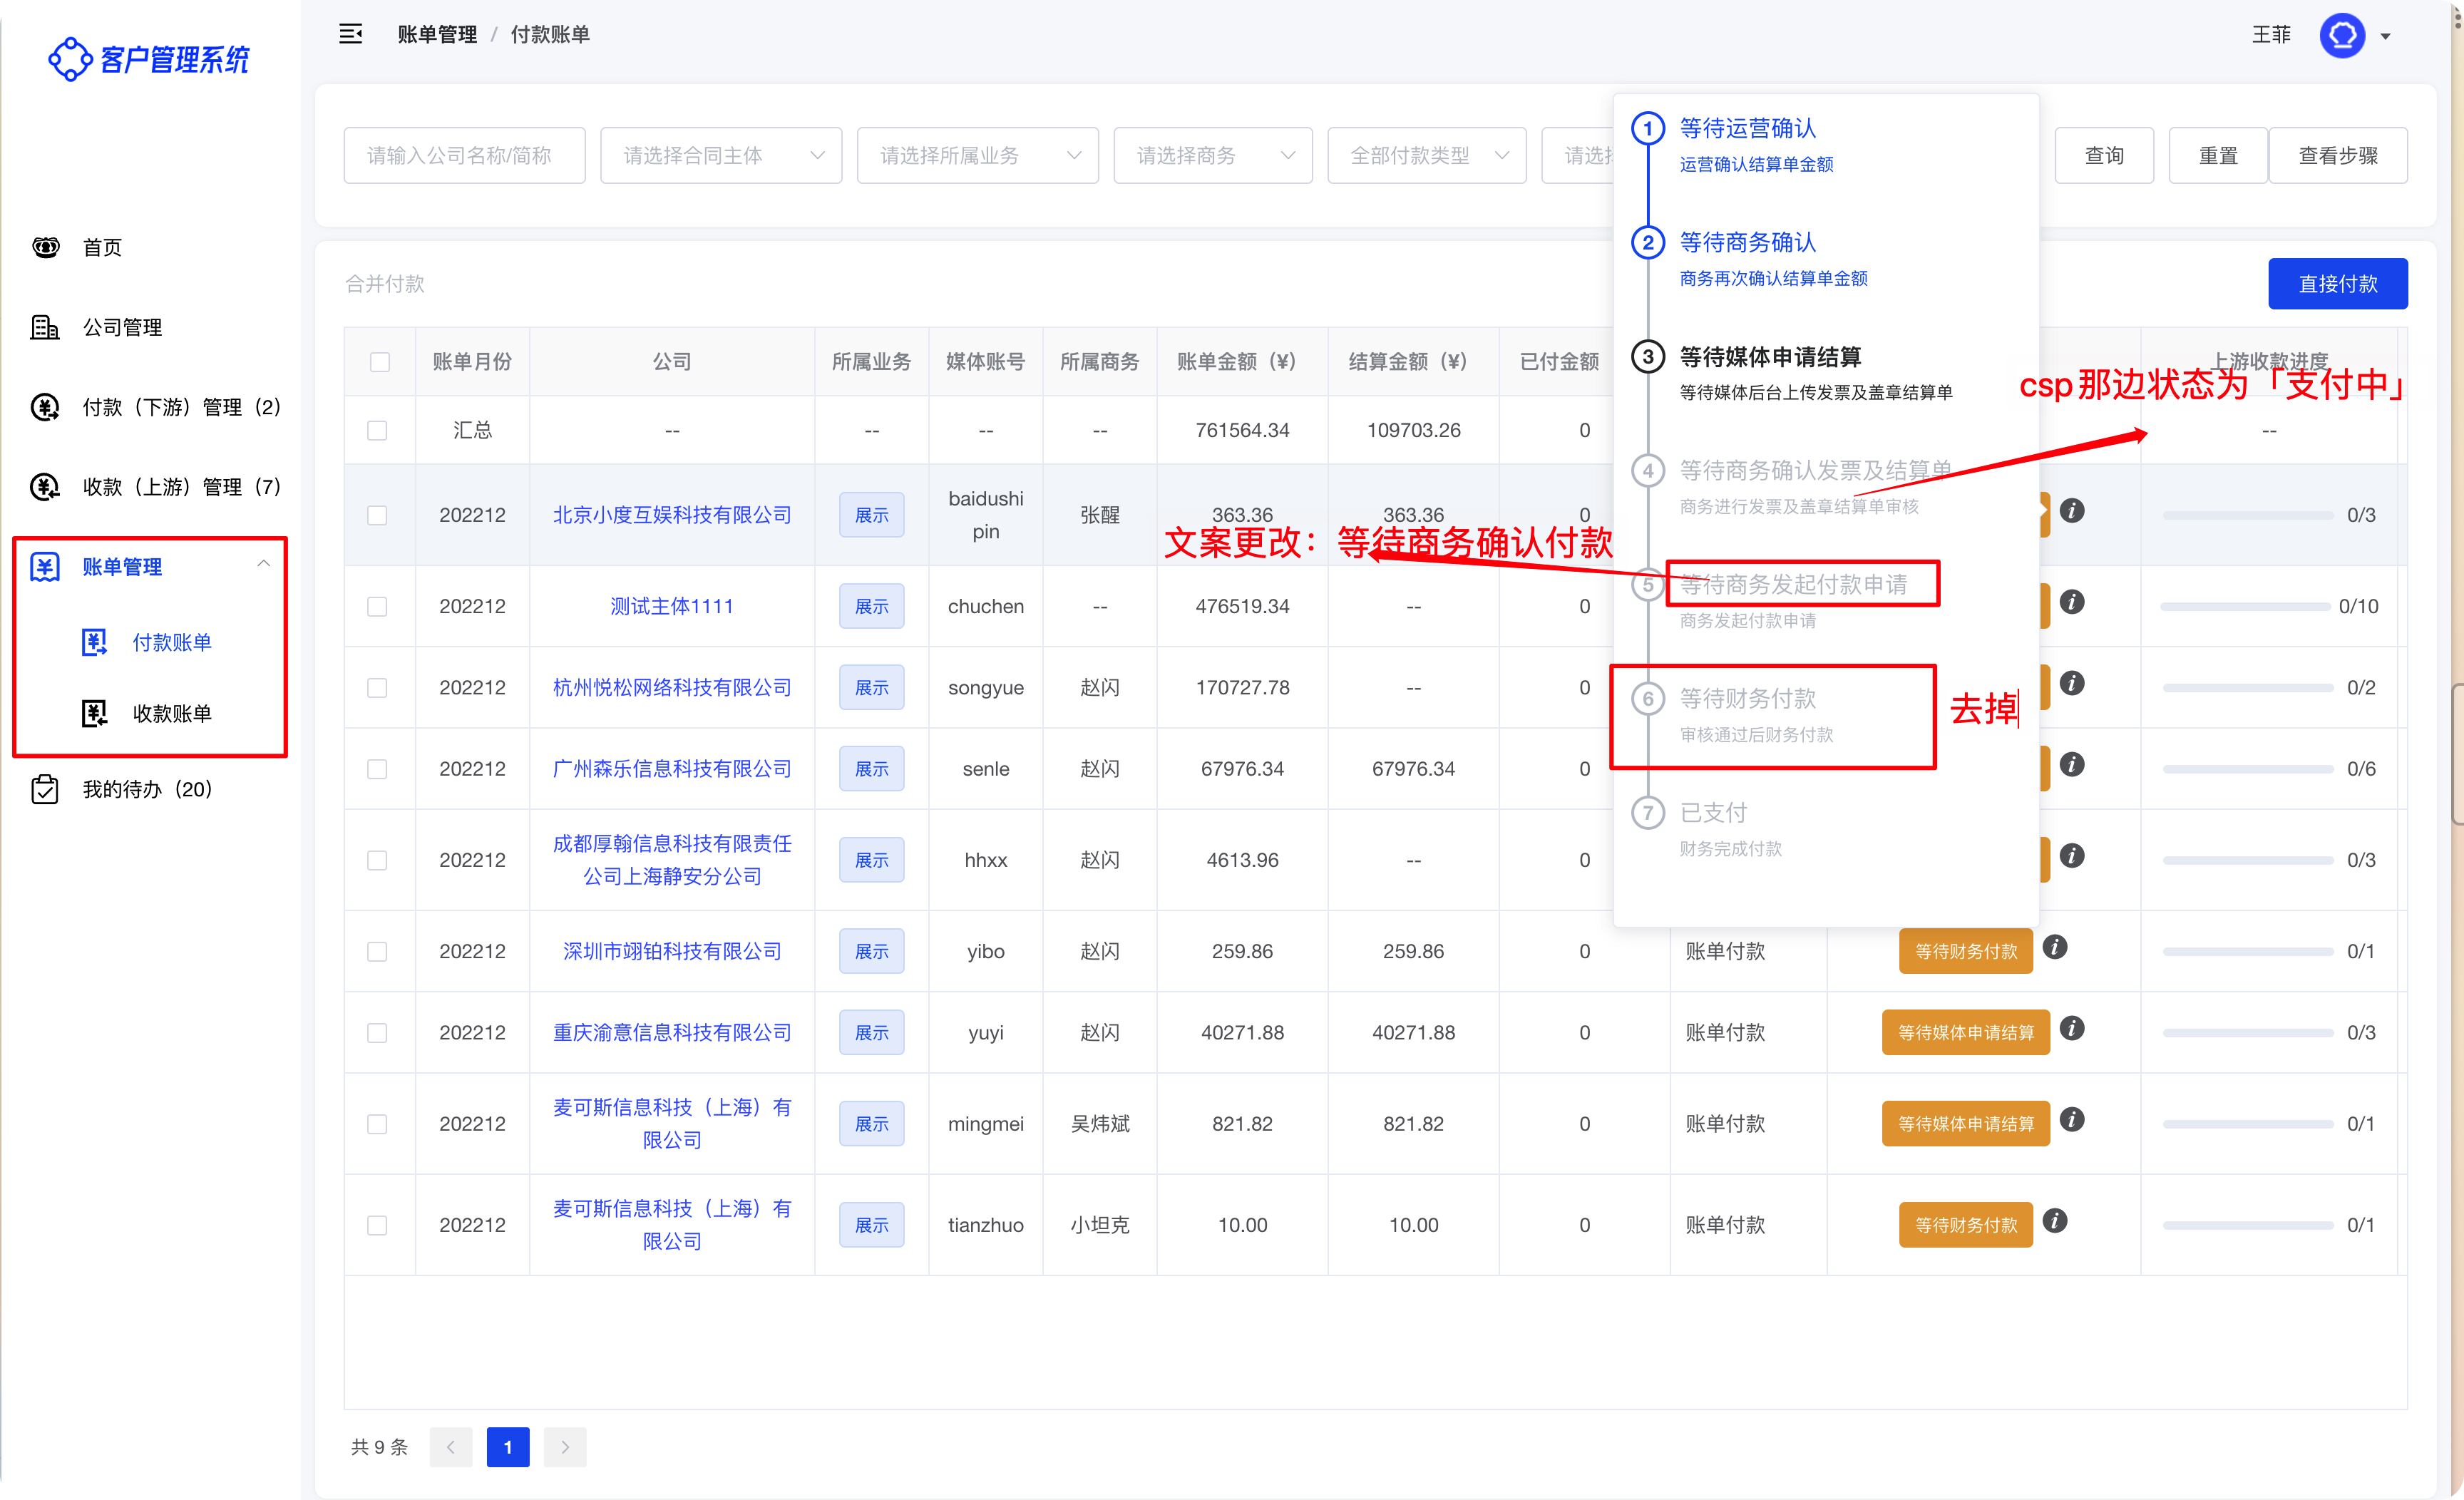 客户管理系统
账单管理 / 付款账单
王菲
首页
公司管理
付款（下游）管理（2）
收款（上游）管理（7）
账单管理
付款账单
收款账单
我的待办（20）
请输入公司名称/简称 请选择合同主体 请选择所属业务 请选择商务 全部付款类型 查询 重置 查看步骤
合并付款
直接付款
账单月份 公司 所属业务 媒体账号 所属商务 账单金额（¥） 结算金额（¥） 已付金额 上游收款进度
汇总 -- -- -- -- 761564.34 109703.26 0 --
202212 北京小度互娱科技有限公司 展示 baidushi
pin 张醒 363.36 363.36 0 0/3
202212 测试主体1111 展示 chuchen -- 476519.34 -- 0 0/10
202212 杭州悦松网络科技有限公司 展示 songyue 赵闪 170727.78 -- 0 0/2
202212 广州森乐信息科技有限公司 展示 senle 赵闪 67976.34 67976.34 0 0/6
202212 成都厚翰信息科技有限责任
公司上海静安分公司 展示 hhxx 赵闪 4613.96 -- 0 0/3
202212 深圳市翊铂科技有限公司 展示 yibo 赵闪 259.86 259.86 0 账单付款 等待财务付款 0/1
202212 重庆渝意信息科技有限公司 展示 yuyi 赵闪 40271.88 40271.88 0 账单付款 等待媒体申请结算 0/3
202212 麦可斯信息科技（上海）有
限公司 展示 mingmei 吴炜斌 821.82 821.82 0 账单付款 等待媒体申请结算 0/1
202212 麦可斯信息科技（上海）有
限公司 展示 tianzhuo 小坦克 10.00 10.00 0 账单付款 等待财务付款 0/1
共 9 条 1
1 等待运营确认
运营确认结算单金额
2 等待商务确认
商务再次确认结算单金额
3 等待媒体申请结算
等待媒体后台上传发票及盖章结算单
4 等待商务确认发票及结算单
商务进行发票及盖章结算单审核
5 等待商务发起付款申请
商务发起付款申请
6 等待财务付款
审核通过后财务付款
7 已支付
财务完成付款
csp那边状态为「支付中」
文案更改：等待商务确认付款
去掉